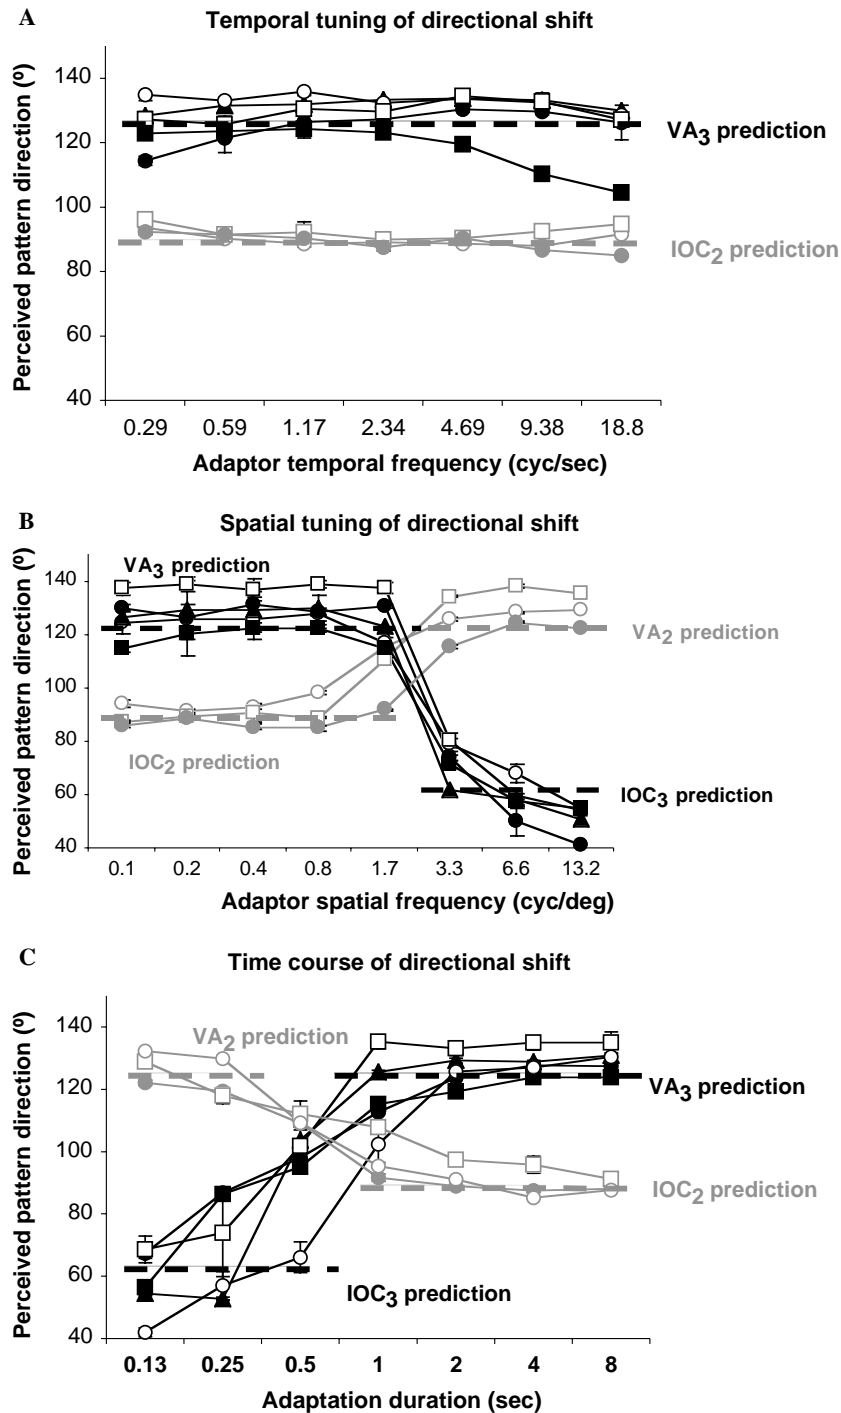 A
Temporal tuning of directional shift
Perceived pattern direction (º)
140
120
100
80
60
40
VA3 prediction
IOC2 prediction
0.29 0.59 1.17 2.34 4.69 9.38 18.8
Adaptor temporal frequency (cyc/sec)
B
Spatial tuning of directional shift
Perceived pattern direction (º)
140
120
100
80
60
40
VA3 prediction
VA2 prediction
IOC2 prediction
IOC3 prediction
0.1 0.2 0.4 0.8 1.7 3.3 6.6 13.2
Adaptor spatial frequency (cyc/deg)
C
Time course of directional shift
Perceived pattern direction (º)
140
120
100
80
60
40
VA2 prediction
VA3 prediction
IOC2 prediction
IOC3 prediction
0.13 0.25 0.5 1 2 4 8
Adaptation duration (sec)